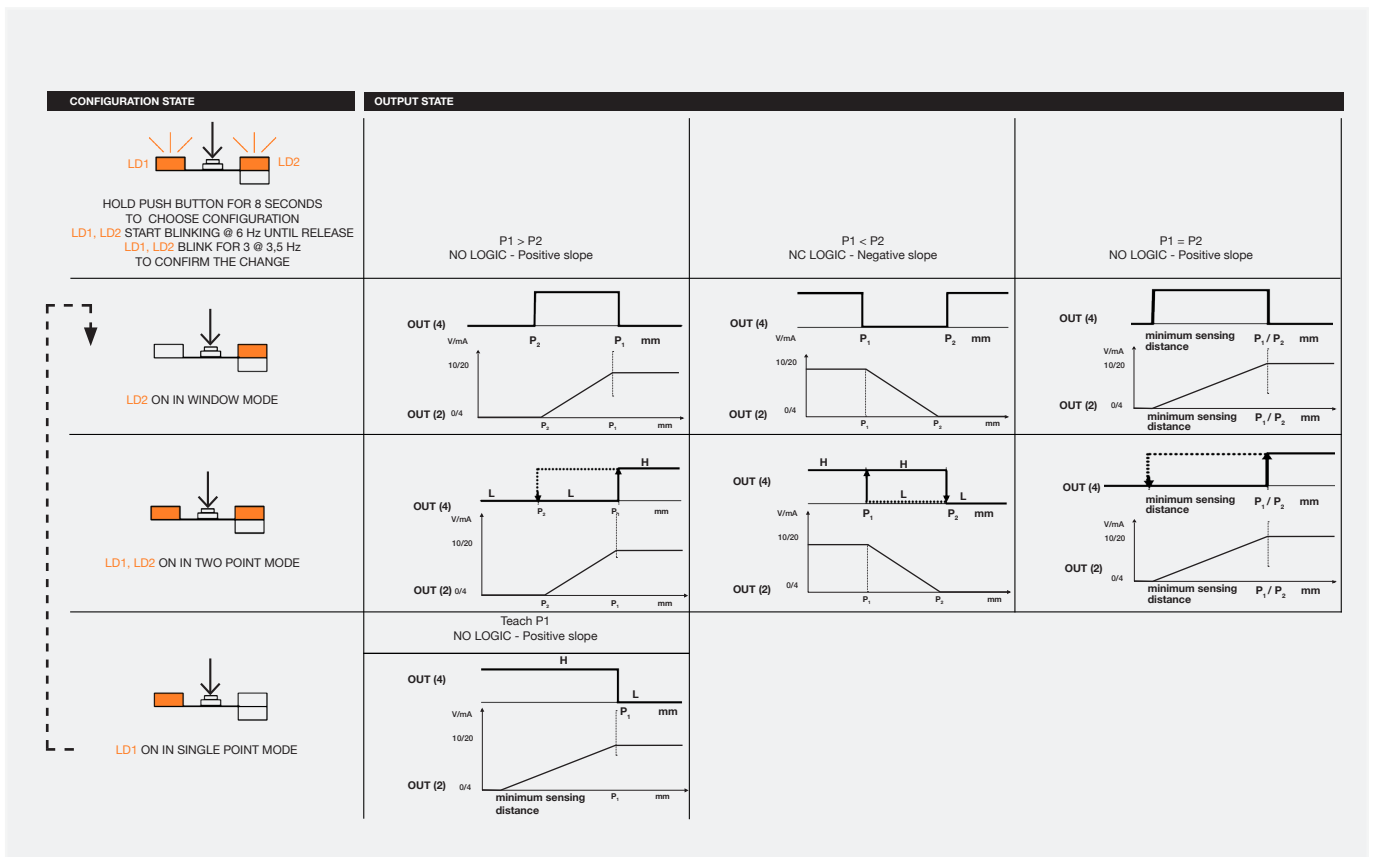 CONFIGURATION STATE
OUTPUT STATE
LD1
LD2
HOLD PUSH BUTTON FOR 8 SECONDS
TO CHOOSE CONFIGURATION
LD1, LD2 START BLINKING @ 6 Hz UNTIL RELEASE
LD1, LD2 BLINK FOR 3 @ 3,5 Hz
TO CONFIRM THE CHANGE
P1 > P2
NO LOGIC - Positive slope
P1 < P2
NC LOGIC - Negative slope
P1 = P2
NO LOGIC - Positive slope
LD2 ON IN WINDOW MODE
OUT (4)
P2 P1 mm
V/mA
10/20
OUT (2) 0/4
P2 P1 mm
OUT (4)
P1 P2 mm
V/mA
10/20
OUT (2) 0/4
P1 P2 mm
OUT (4)
minimum sensing
distance
P1 / P2 mm
V/mA
10/20
OUT (2) 0/4
minimum sensing
distance
P1 / P2 mm
LD1, LD2 ON IN TWO POINT MODE
H
L L
OUT (4)
P2 P1 mm
V/mA
10/20
OUT (2) 0/4
P2 P1 mm
H H
OUT (4)
L L
P1 P2 mm
V/mA
10/20
OUT (2) 0/4
P1 P2 mm
OUT (4)
minimum sensing
distance
P1 / P2 mm
V/mA
10/20
OUT (2) 0/4
minimum sensing
distance
P1 / P2 mm
LD1 ON IN SINGLE POINT MODE
Teach P1
NO LOGIC - Positive slope
H
OUT (4)
L
P1 mm
V/mA
10/20
OUT (2) 0/4
minimum sensing
distance
P1 mm